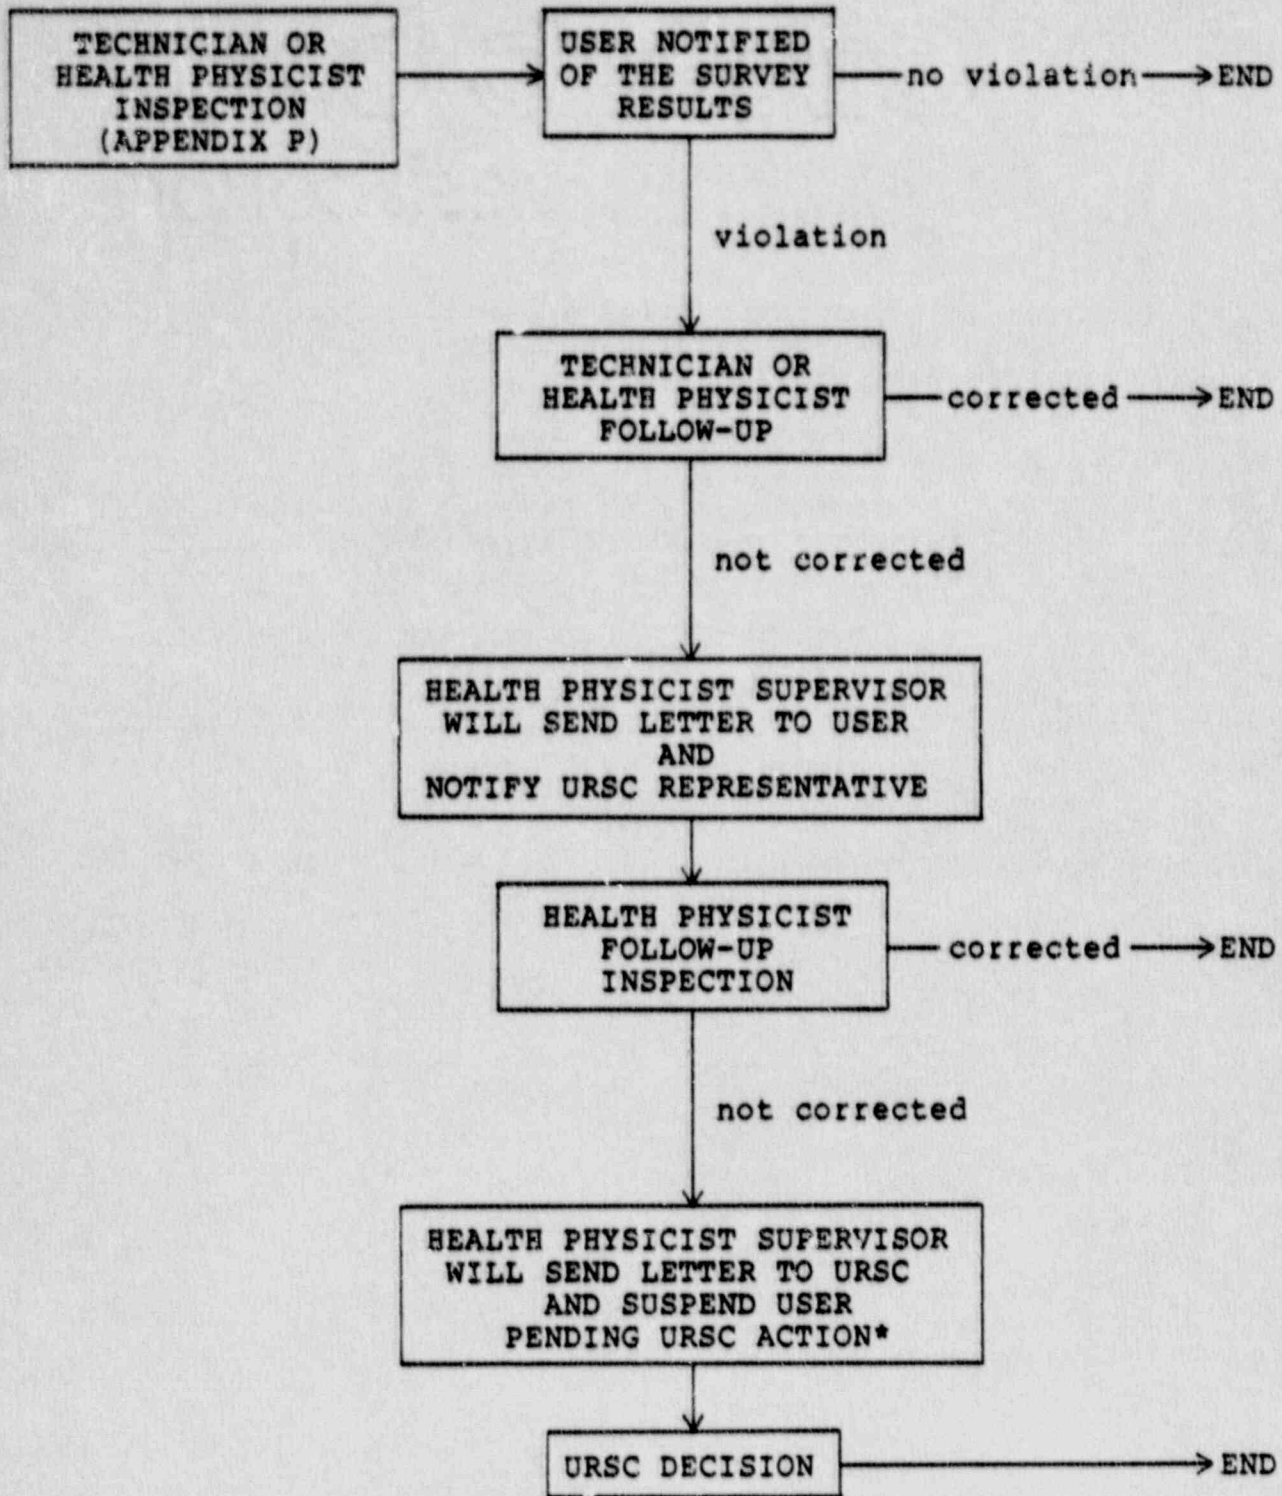 TECHNICIAN OR
HEALTH PHYSICIST
INSPECTION
(APPENDIX P)
USER NOTIFIED
OF THE SURVEY
RESULTS
no violation
END
violation
TECHNICIAN OR
HEALTH PHYSICIST
FOLLOW-UP
corrected
END
not corrected
HEALTH PHYSICIST SUPERVISOR
WILL SEND LETTER TO USER
AND
NOTIFY URSC REPRESENTATIVE
HEALTH PHYSICIST
FOLLOW-UP
INSPECTION
corrected
END
not corrected
HEALTH PHYSICIST SUPERVISOR
WILL SEND LETTER TO URSC
AND SUSPEND USER
PENDING URSC ACTION*
URSC DECISION
END